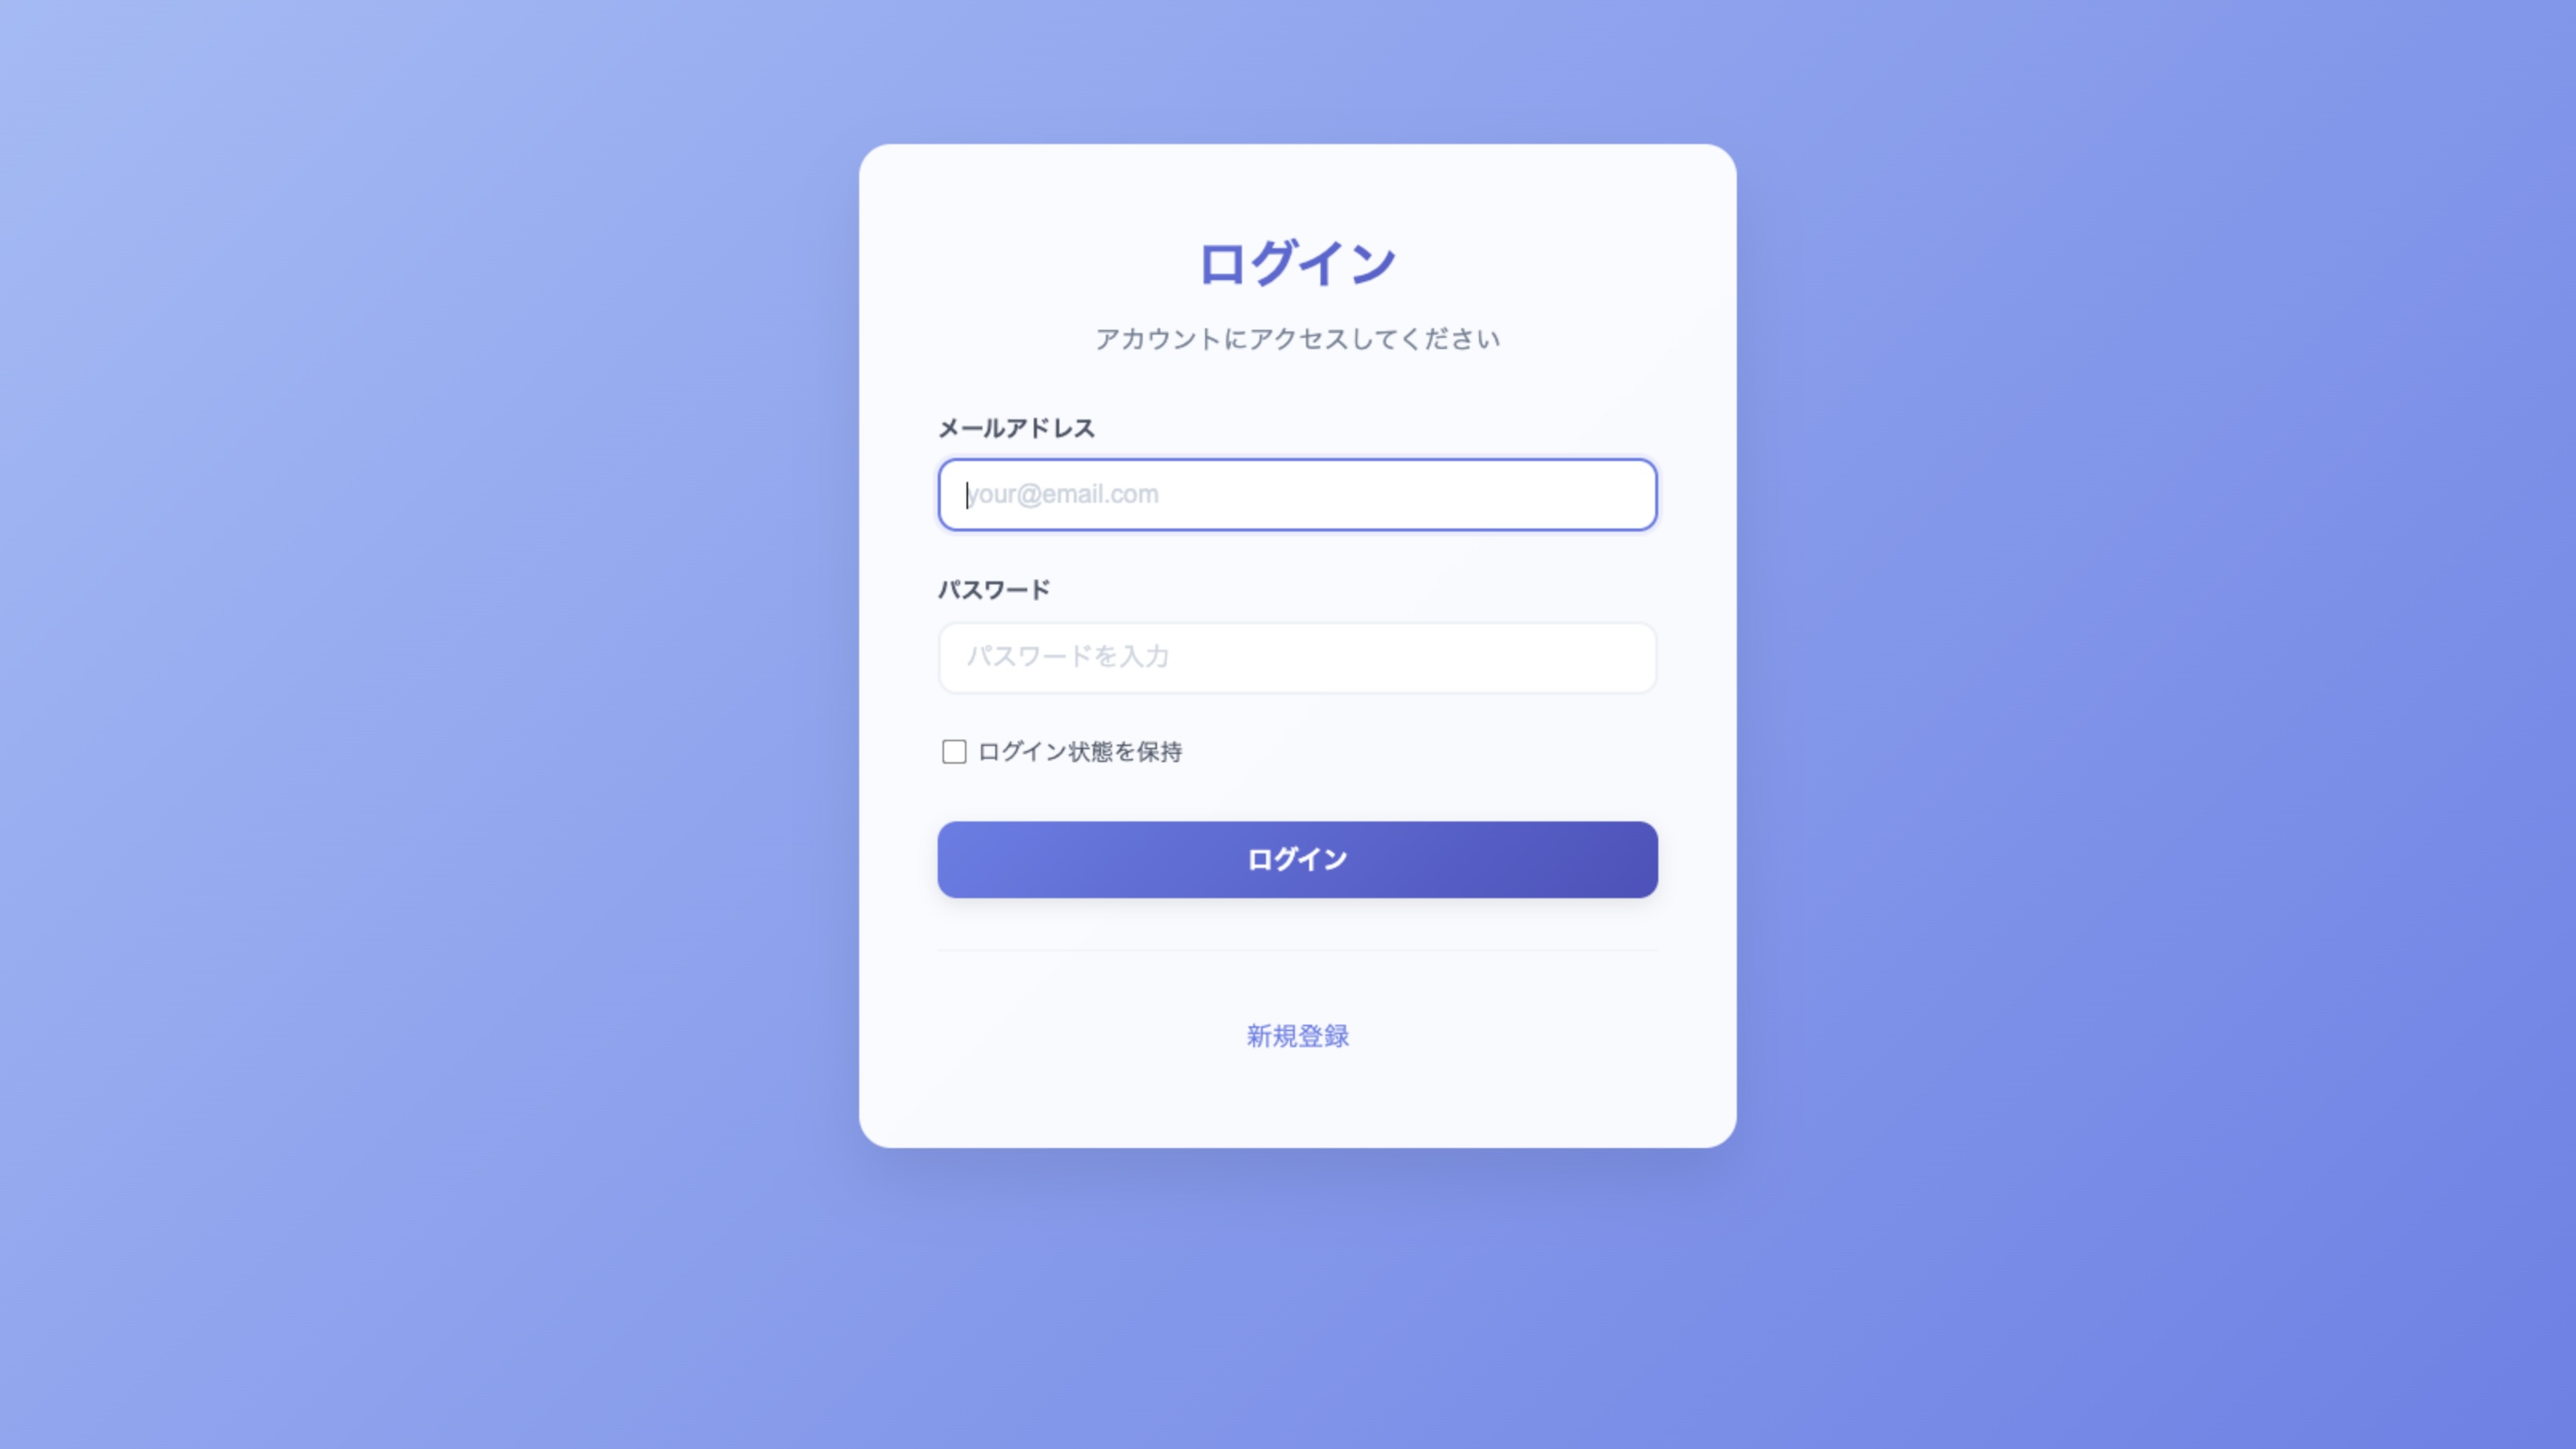 ログイン
アカウントにアクセスしてください
メールアドレス
your@email.com
パスワード
パスワードを入力
ログイン状態を保持
ログイン
新規登録